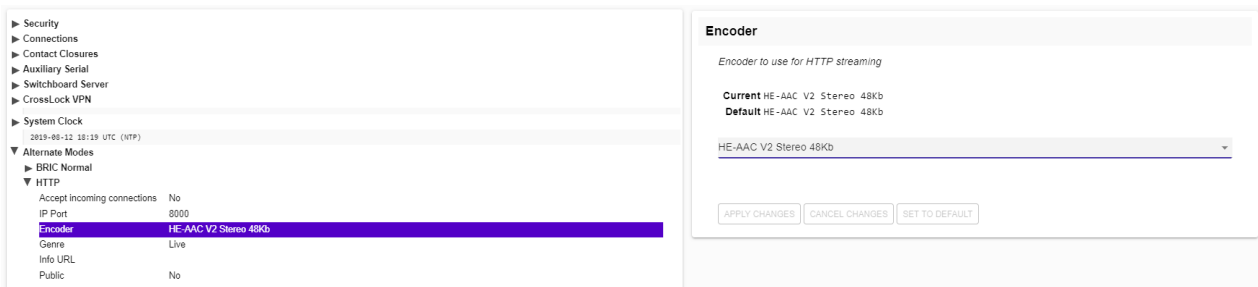 Security
Connections
Contact Closures
Auxiliary Serial
Switchboard Server
CrossLock VPN
System Clock
2019-08-12 18:19 UTC (NTP)
Alternate Modes
BRIC Normal
HTTP
Accept incoming connections No
IP Port 8000
Encoder HE-AAC V2 Stereo 48Kb
Genre Live
Info URL
Public No
Encoder
Encoder to use for HTTP streaming
Current HE-AAC V2 Stereo 48Kb
Default HE-AAC V2 Stereo 48Kb
HE-AAC V2 Stereo 48Kb
APPLY CHANGES CANCEL CHANGES SET TO DEFAULT